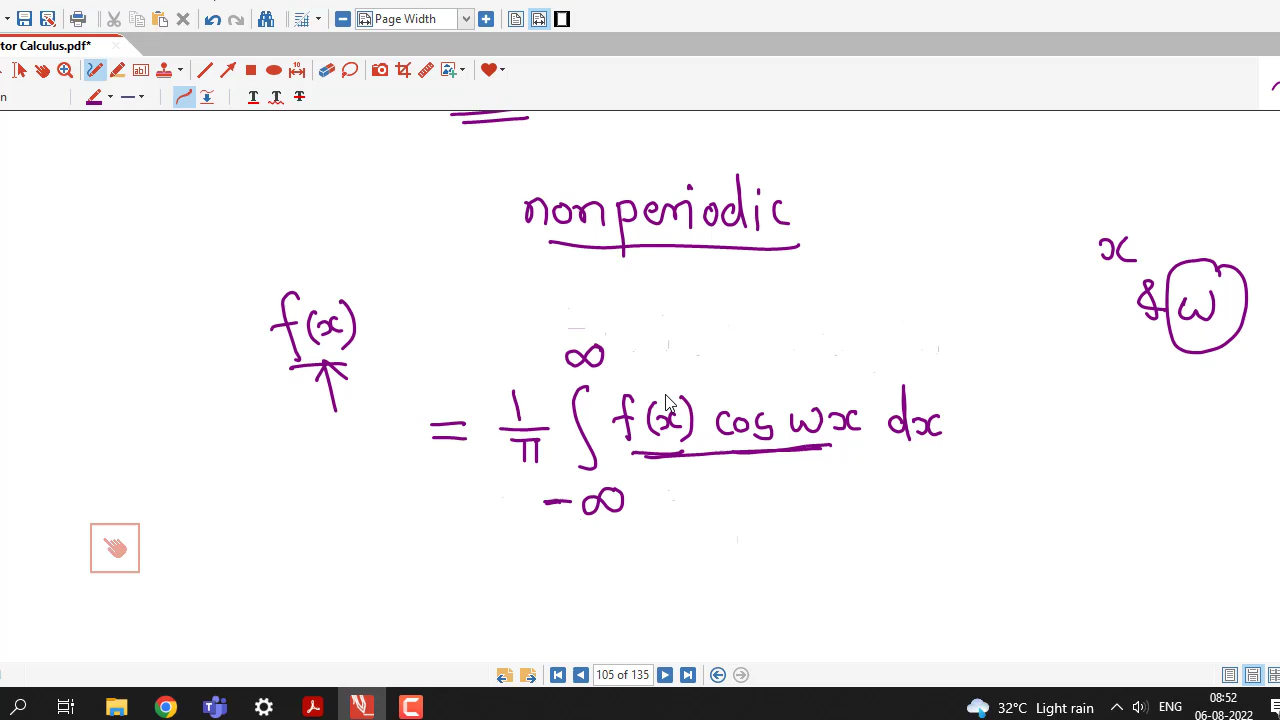 Page Width
tor Calculus.pdf*
n
nonperiodic
x
& ω
f(x)
∞
= 1/π ∫ f(x) cos ωx dx
-∞
105 of 135
32°C Light rain
ENG
08:52
06-08-2022